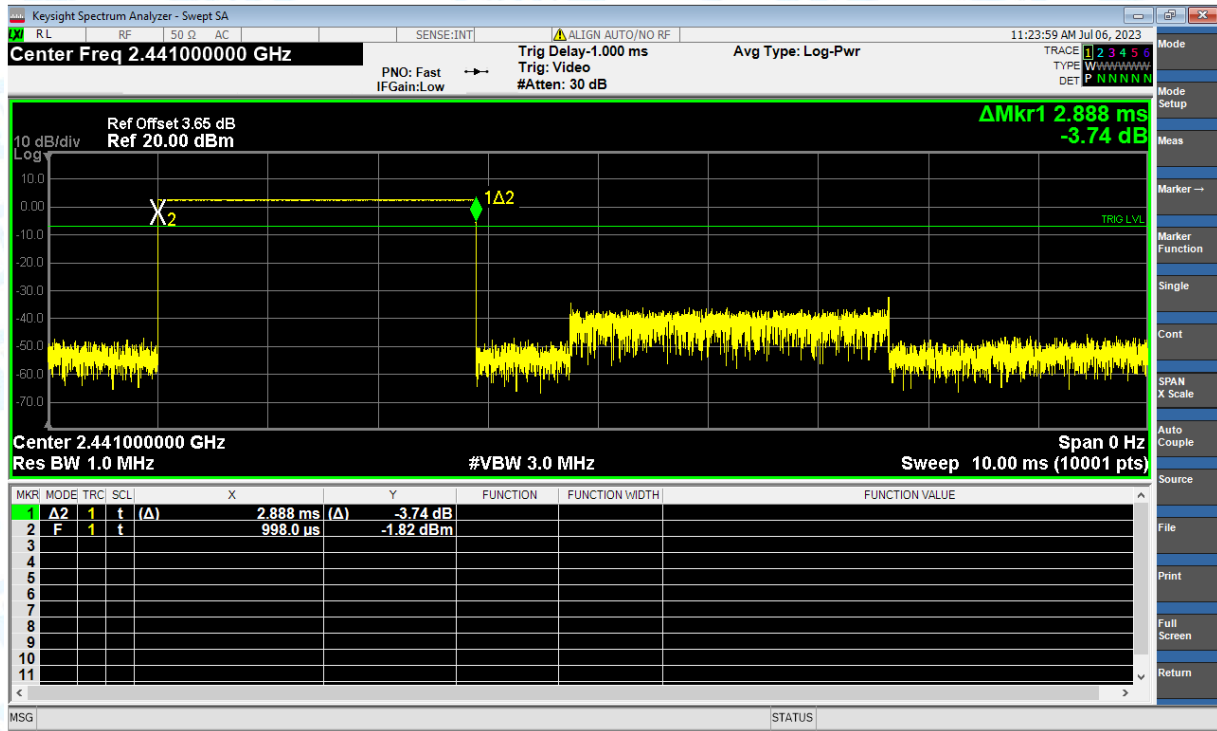 Keysight Spectrum Analyzer - Swept SA
LXI RL RF 50 Ω AC SENSE:INT ALIGN AUTO/NO RF 11:23:59 AM Jul 06, 2023
Center Freq 2.441000000 GHz
PNO: Fast
IFGain:Low
Trig Delay-1.000 ms
Trig: Video
#Atten: 30 dB
Avg Type: Log-Pwr
TRACE 1 2 3 4 5 6
TYPE WWWWWW
DET P N N N N N
ΔMkr1 2.888 ms
-3.74 dB
Ref Offset 3.65 dB
10 dB/div Ref 20.00 dBm
Log
10.0
0.00
-10.0
-20.0
-30.0
-40.0
-50.0
-60.0
-70.0
2
1Δ2
TRIG LVL
Center 2.441000000 GHz Span 0 Hz
Res BW 1.0 MHz #VBW 3.0 MHz Sweep 10.00 ms (10001 pts)
MKR MODE TRC SCL X Y FUNCTION FUNCTION WIDTH FUNCTION VALUE
1 Δ2 1 t (Δ) 2.888 ms (Δ) -3.74 dB
2 F 1 t 998.0 µs -1.82 dBm
3
4
5
6
7
8
9
10
11
MSG STATUS
Mode
Mode
Setup
Meas
Marker →
Marker
Function
Single
Cont
SPAN
X Scale
Auto
Couple
Source
File
Print
Full
Screen
Return